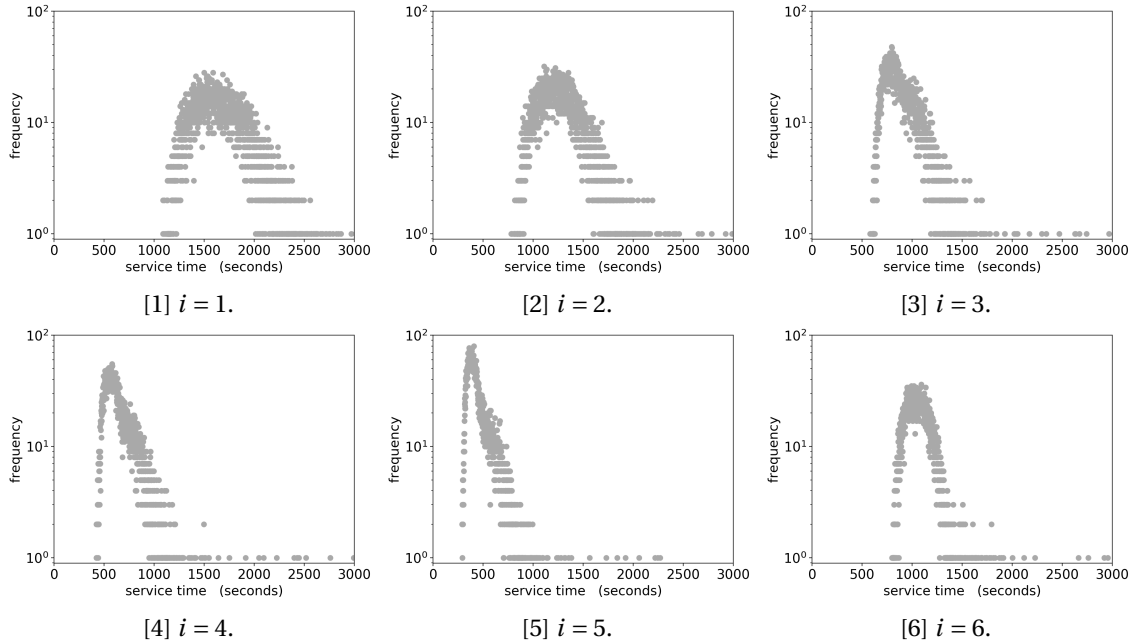 10² 10² 10²
frequency frequency frequency
10¹ 10¹ 10¹
10⁰ 10⁰ 10⁰
0 500 1000 1500 2000 2500 3000 0 500 1000 1500 2000 2500 3000 0 500 1000 1500 2000 2500 3000
service time (seconds) service time (seconds) service time (seconds)
[1] i = 1. [2] i = 2. [3] i = 3.
10² 10² 10²
frequency frequency frequency
10¹ 10¹ 10¹
10⁰ 10⁰ 10⁰
0 500 1000 1500 2000 2500 3000 0 500 1000 1500 2000 2500 3000 0 500 1000 1500 2000 2500 3000
service time (seconds) service time (seconds) service time (seconds)
[4] i = 4. [5] i = 5. [6] i = 6.